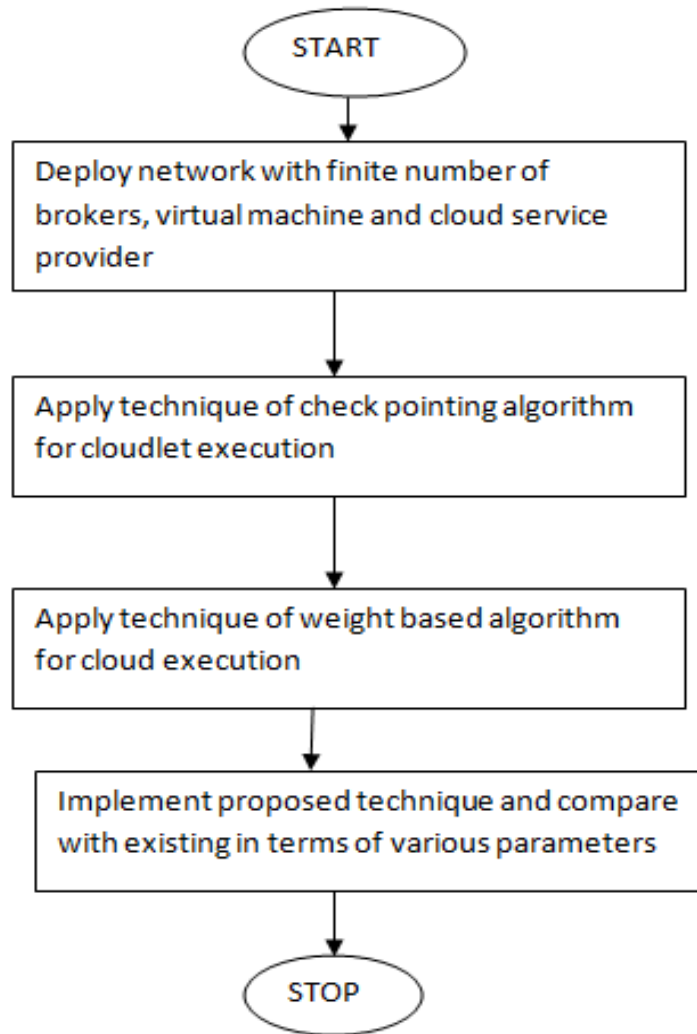 START
Deploy network with finite number of
brokers, virtual machine and cloud service
provider
Apply technique of check pointing algorithm
for cloudlet execution
Apply technique of weight based algorithm
for cloud execution
Implement proposed technique and compare
with existing in terms of various parameters
STOP